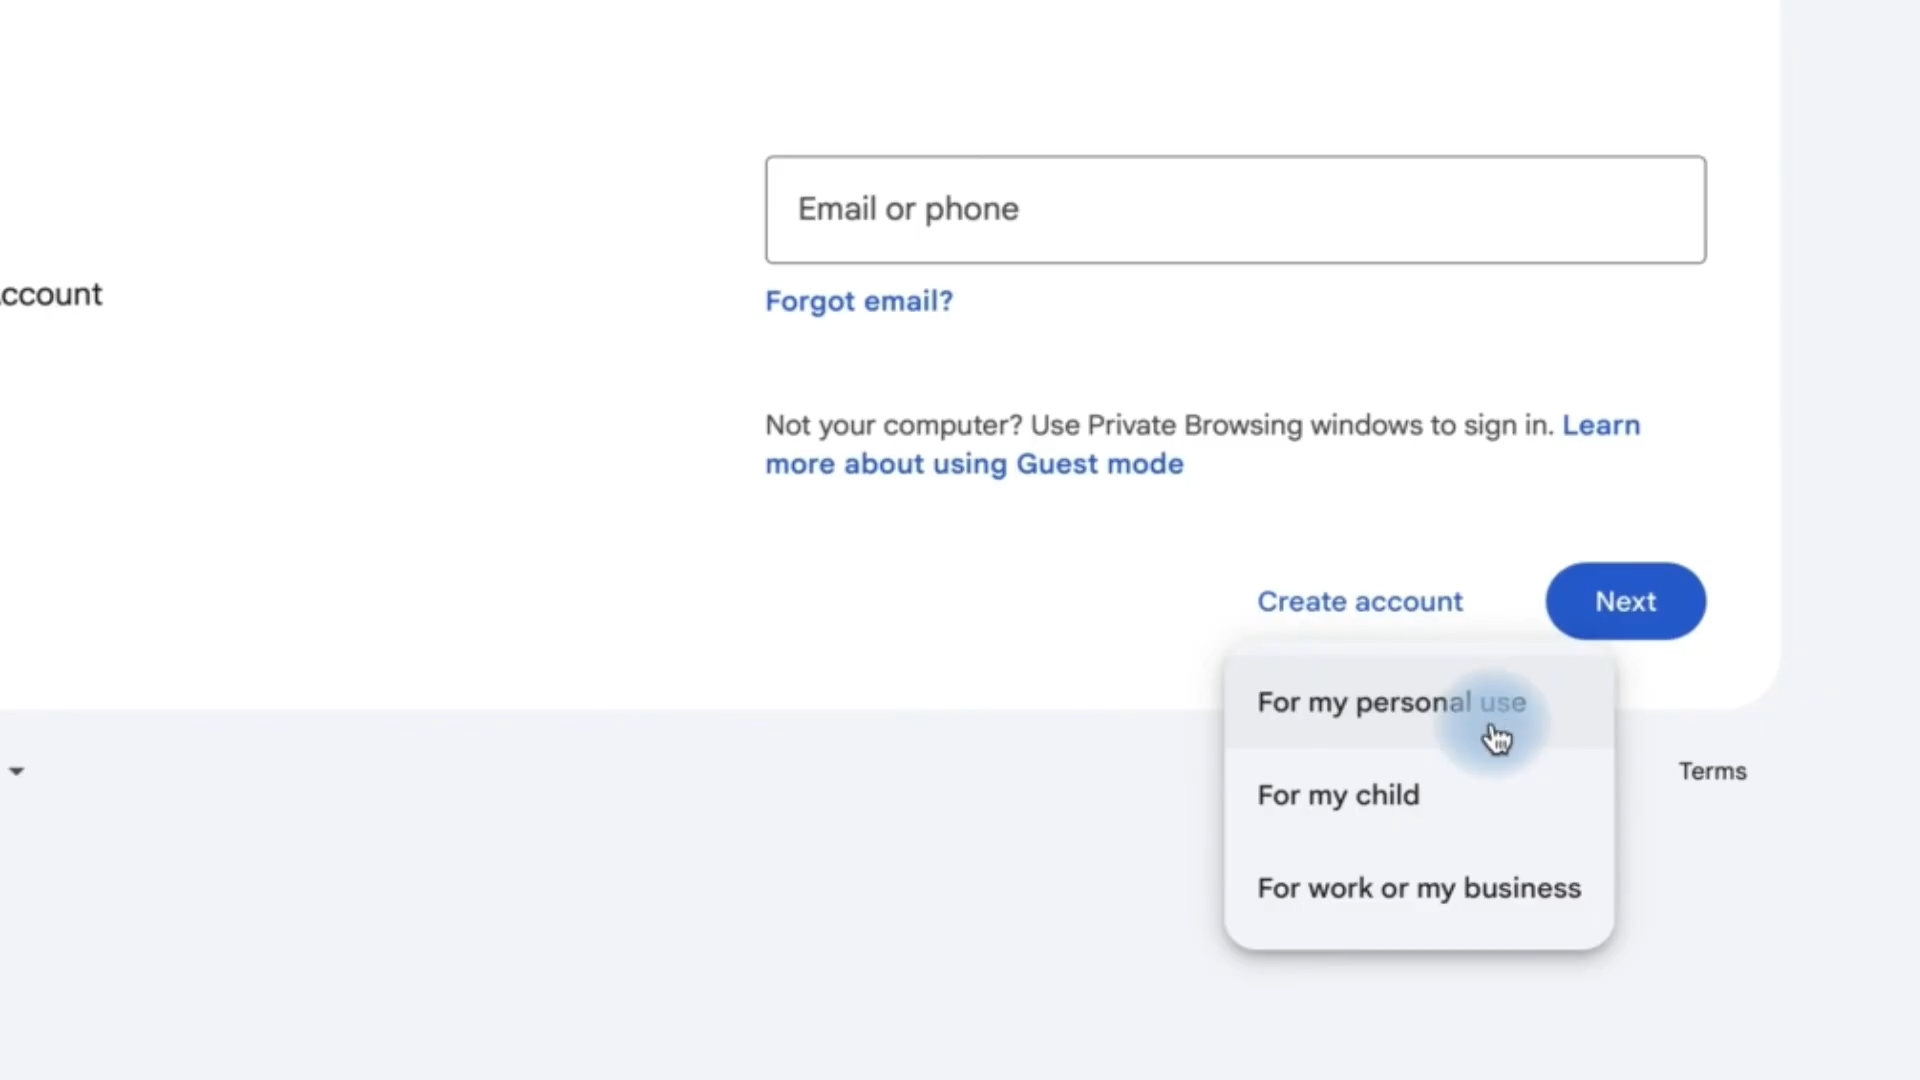 Email or phone
ccount
Forgot email?
Not your computer? Use Private Browsing windows to sign in. Learn
more about using Guest mode
Create account
Next
For my personal use
For my child
For work or my business
Terms